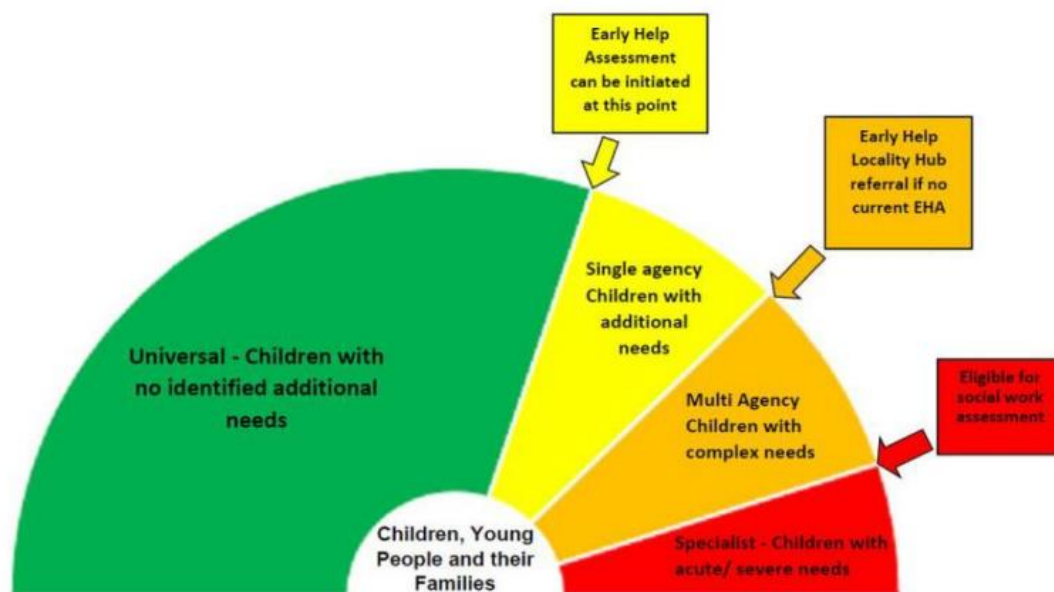 Early Help
Assessment
can be initiated
at this point
Early Help
Locality Hub
referral if no
current EHA
Single agency
Children with
additional
needs
Universal - Children with
no identified additional
needs
Eligible for
social work
assessment
Multi Agency
Children with
complex needs
Children, Young
People and their
Families
Specialist - Children with
acute/ severe needs